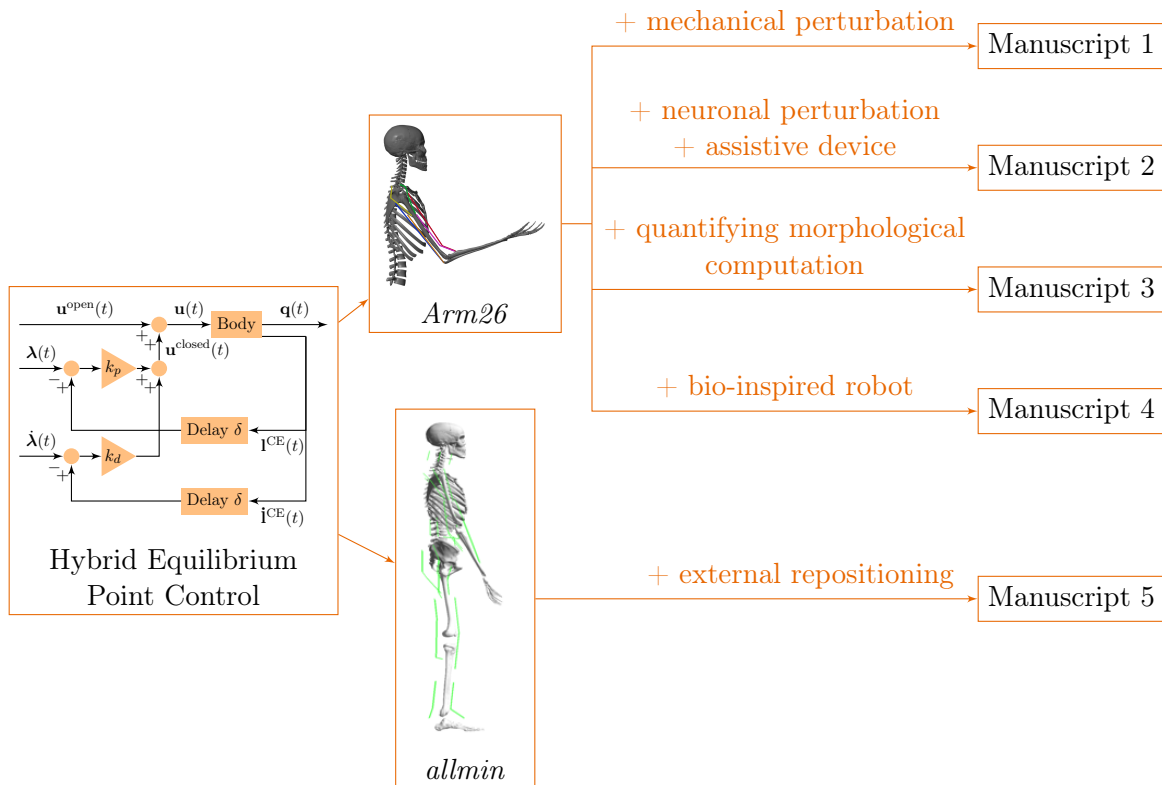 + mechanical perturbation
Manuscript 1
+ neuronal perturbation
+ assistive device
Manuscript 2
+ quantifying morphological
computation
Manuscript 3
+ bio-inspired robot
Manuscript 4
+ external repositioning
Manuscript 5
Arm26
allmin
u^open(t)
u(t)
Body
q(t)
+
+
u^closed(t)
λ(t)
k_p
+
+
−
+
Delay δ
l^CE(t)
λ̇(t)
k_d
−
+
Delay δ
l̇^CE(t)
Hybrid Equilibrium
Point Control